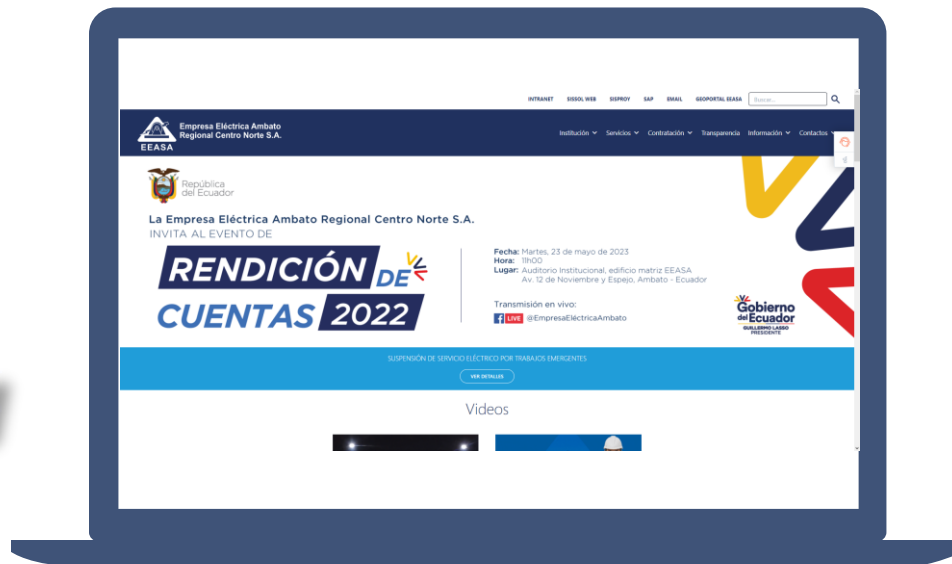 INTRANET SISSOL WEB SISPROY SAP EMAIL GEOPORTAL EEASA Buscar...
EEASA
Empresa Eléctrica Ambato
Regional Centro Norte S.A.
Institución Servicios Contratación Transparencia Información Contactos
República
del Ecuador
La Empresa Eléctrica Ambato Regional Centro Norte S.A.
INVITA AL EVENTO DE
RENDICIÓN DE
CUENTAS 2022
Fecha: Martes, 23 de mayo de 2023
Hora: 11h00
Lugar: Auditorio Institucional, edificio matriz EEASA
Av. 12 de Noviembre y Espejo, Ambato - Ecuador
Transmisión en vivo:
f LIVE @EmpresaEléctricaAmbato
Gobierno
del Ecuador
GUILLERMO LASSO
PRESIDENTE
SUSPENSIÓN DE SERVICIO ELÉCTRICO POR TRABAJOS EMERGENTES
VER DETALLES
Videos